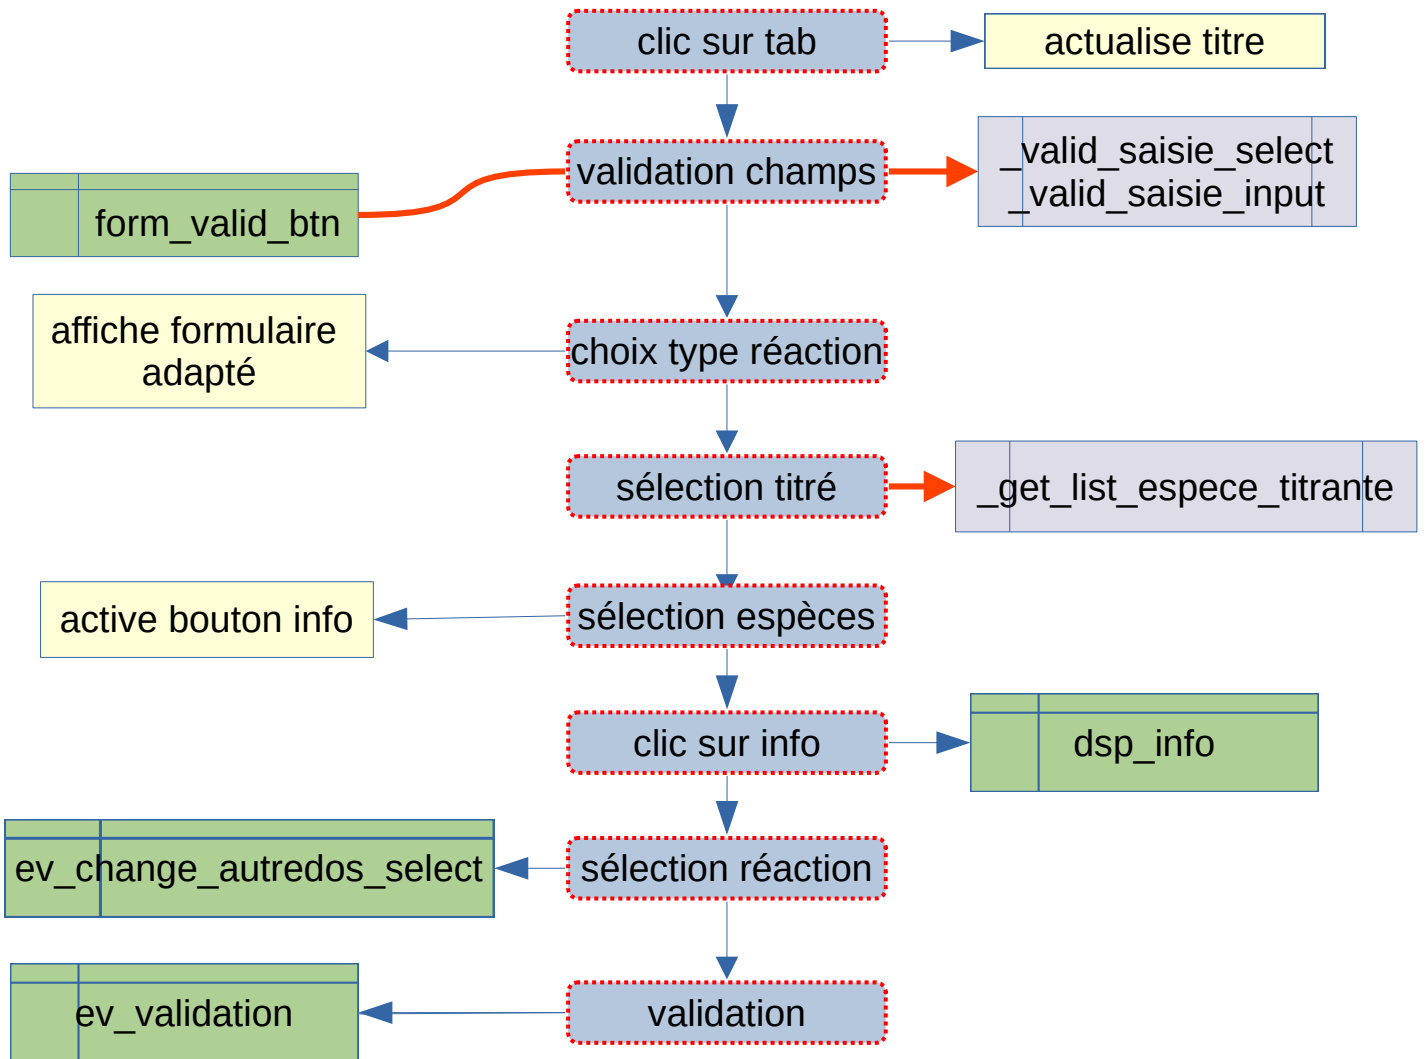 clic sur tab
actualise titre
validation champs
_valid_saisie_select
_valid_saisie_input
form_valid_btn
affiche formulaire
adapté
choix type réaction
sélection titré
_get_list_espece_titrante
active bouton info
sélection espèces
clic sur info
dsp_info
ev_change_autredos_select
sélection réaction
ev_validation
validation